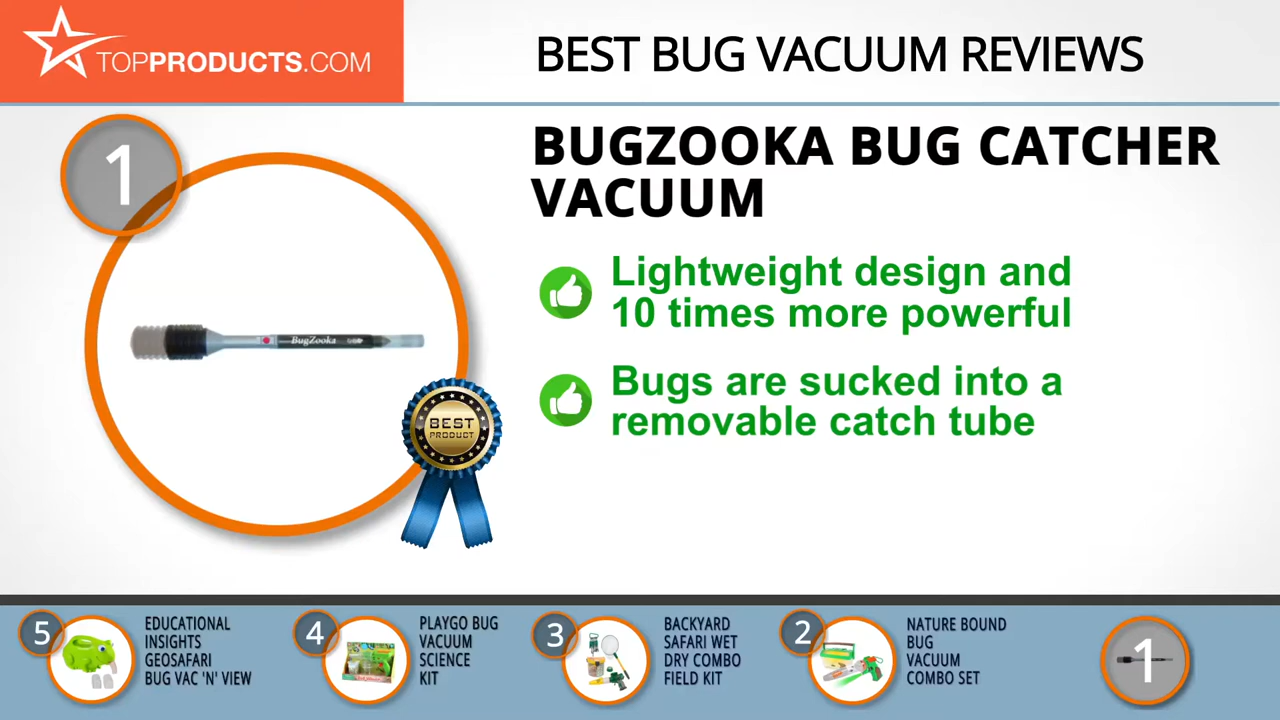 TOPPRODUCTS.COM
BEST BUG VACUUM REVIEWS
1
BUGZOOKA BUG CATCHER
VACUUM
Lightweight design and
10 times more powerful
Bugs are sucked into a
removable catch tube
BugZooka
BEST
PRODUCT
5
EDUCATIONAL
INSIGHTS
GEOSAFARI
BUG VAC 'N' VIEW
4
PLAYGO BUG
VACUUM
SCIENCE
KIT
3
BACKYARD
SAFARI WET
DRY COMBO
FIELD KIT
2
NATURE BOUND
BUG
VACUUM
COMBO SET
1